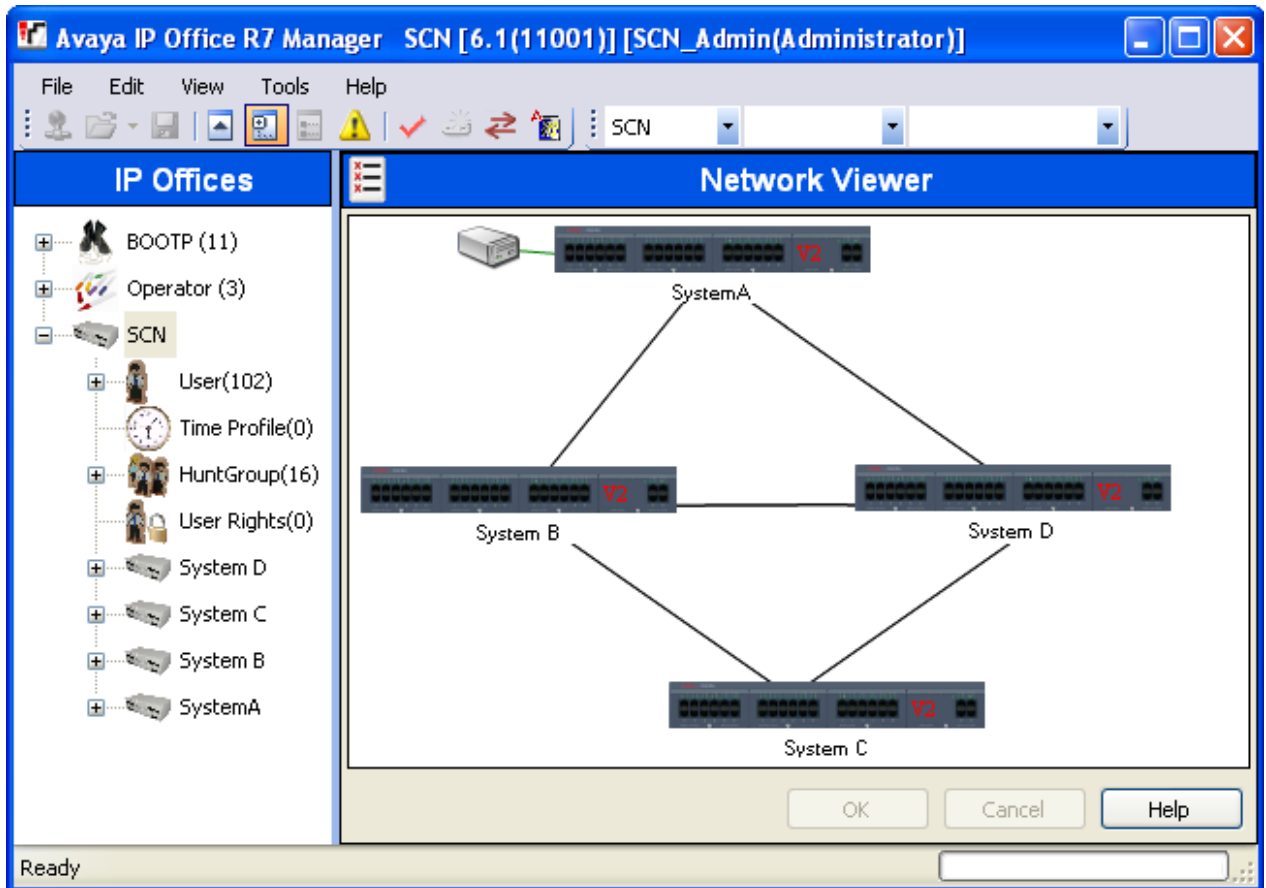 Avaya IP Office R7 Manager SCN [6.1(11001)] [SCN_Admin(Administrator)]
File Edit View Tools Help
SCN
IP Offices
BOOTP (11)
Operator (3)
SCN
User(102)
Time Profile(0)
HuntGroup(16)
User Rights(0)
System D
System C
System B
SystemA
Network Viewer
V2
SystemA
V2
V2
System B
System D
V2
System C
OK Cancel Help
Ready